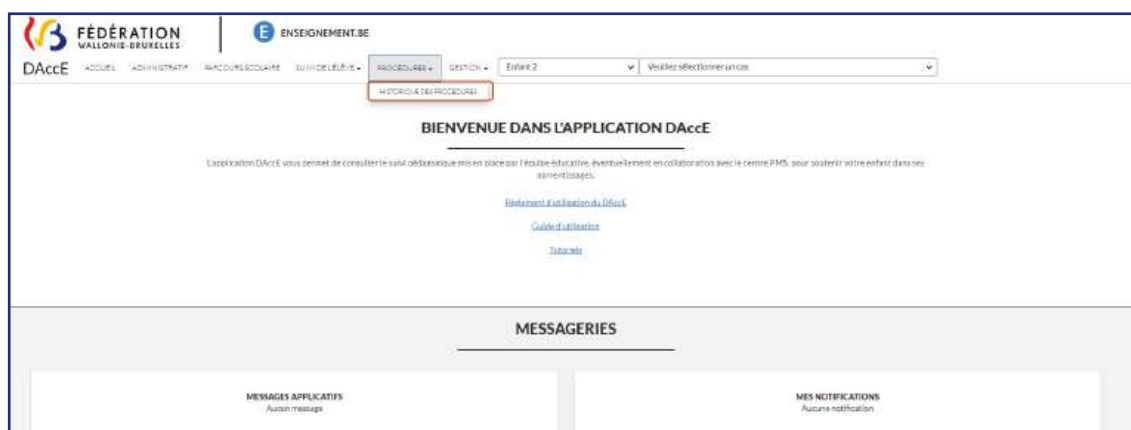 FÉDÉRATION
WALLONIE-BRUXELLES
ENSEIGNEMENT.BE
DAccE ACCUEIL ADMINISTRATIF PARCOURS SCOLAIRE SUIVI DE L'ÉLÈVE PROCÉDURES GESTION Enfant 2 Veuillez sélectionner un cas
HISTORIQUE DES PROCÉDURES
BIENVENUE DANS L'APPLICATION DAccE
L'application DAccE vous permet de consulter le suivi pédagogique mis en place par l'équipe éducative, éventuellement en collaboration avec le centre PMS, pour soutenir votre enfant dans ses
apprentissages.
Règlement d'utilisation du DAccE
Guide d'utilisation
Tutoriels
MESSAGERIES
MESSAGES APPLICATIFS
Aucun message
MES NOTIFICATIONS
Aucune notification